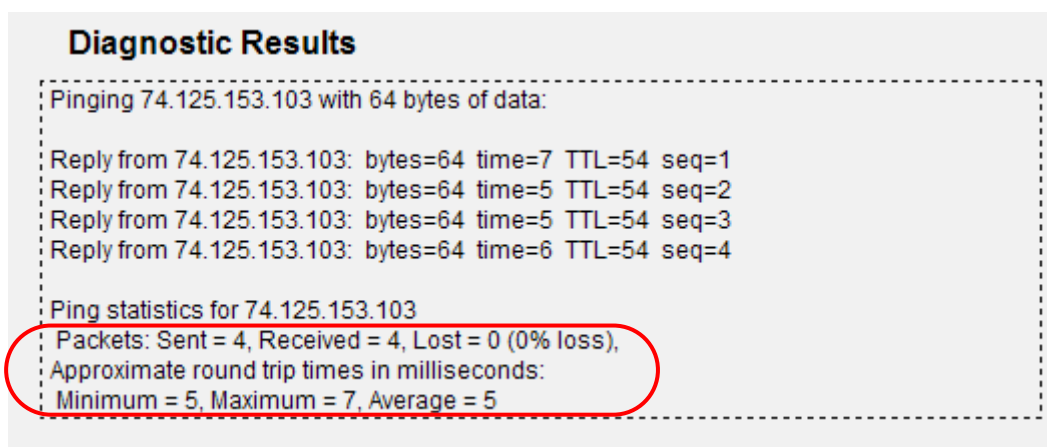 Diagnostic Results
Pinging 74.125.153.103 with 64 bytes of data:
Reply from 74.125.153.103: bytes=64 time=7 TTL=54 seq=1
Reply from 74.125.153.103: bytes=64 time=5 TTL=54 seq=2
Reply from 74.125.153.103: bytes=64 time=5 TTL=54 seq=3
Reply from 74.125.153.103: bytes=64 time=6 TTL=54 seq=4
Ping statistics for 74.125.153.103
Packets: Sent = 4, Received = 4, Lost = 0 (0% loss),
Approximate round trip times in milliseconds:
Minimum = 5, Maximum = 7, Average = 5